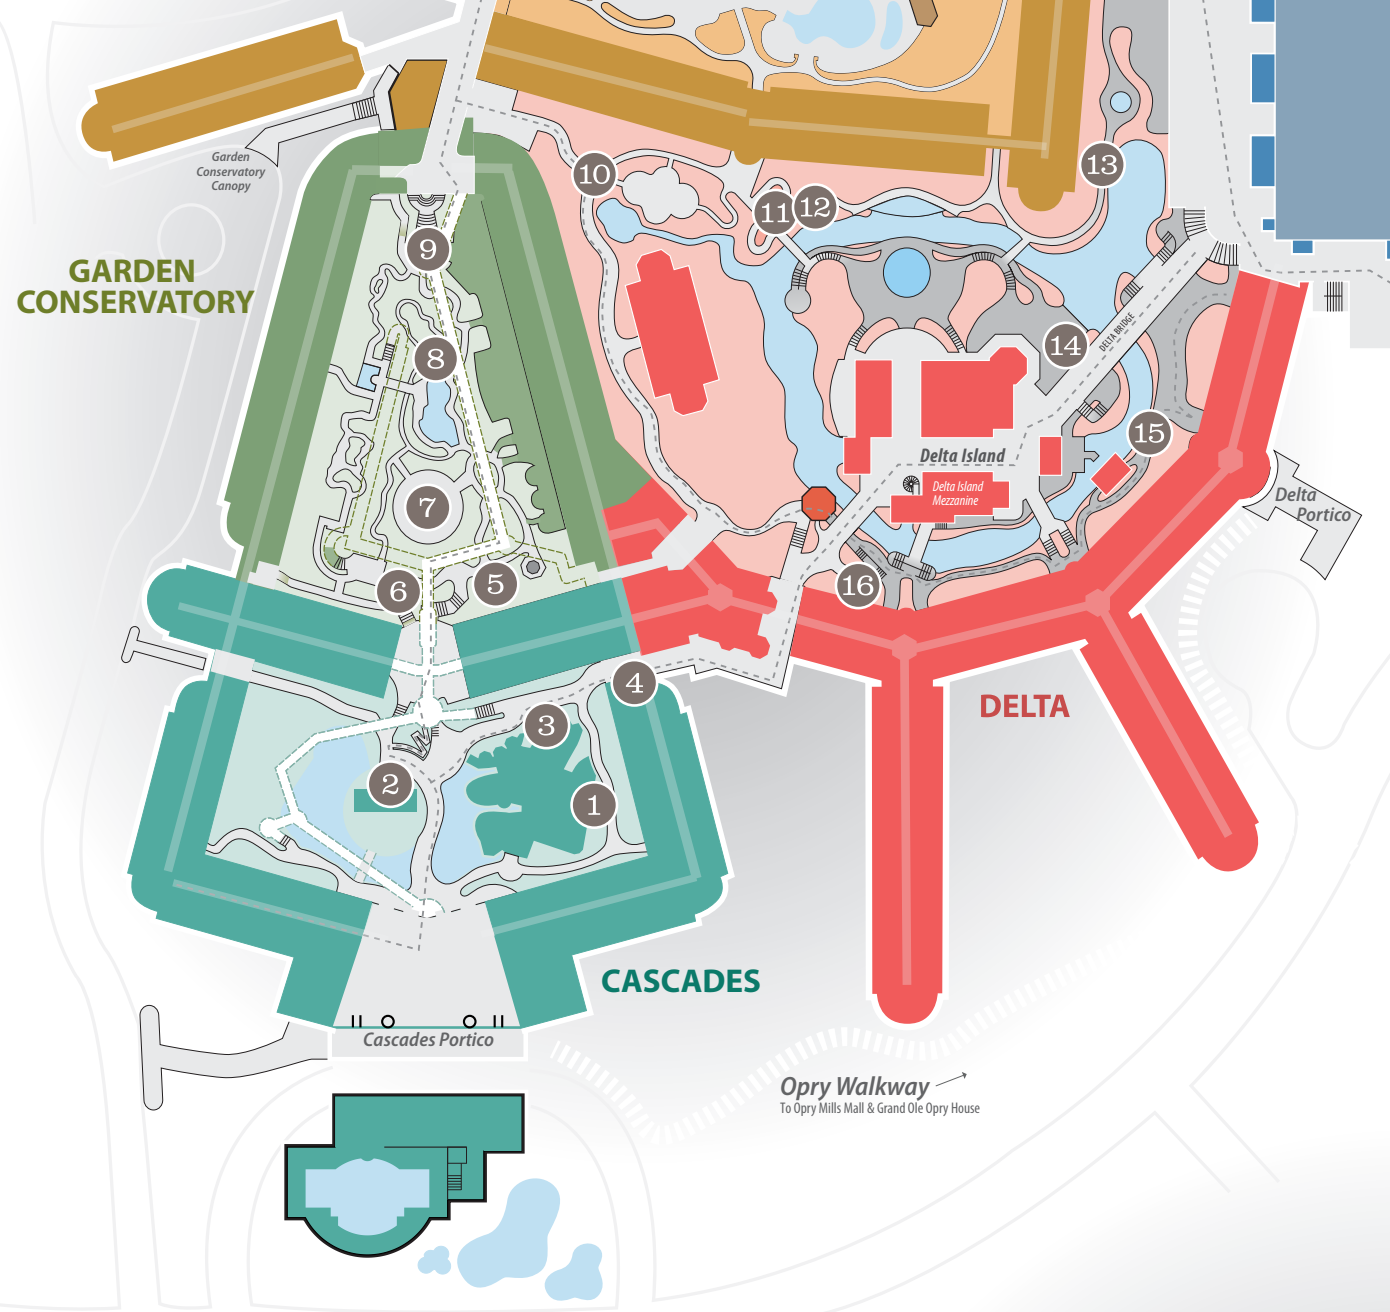 13
10
11
12
Garden
Conservatory
Canopy
9
GARDEN
CONSERVATORY
DELTA BRIDGE
14
8
15
Delta Island
Delta Island
Mezzanine
Delta
Portico
7
16
5
6
4
DELTA
3
2
1
CASCADES
Cascades Portico
Opry Walkway
To Opry Mills Mall & Grand Ole Opry House